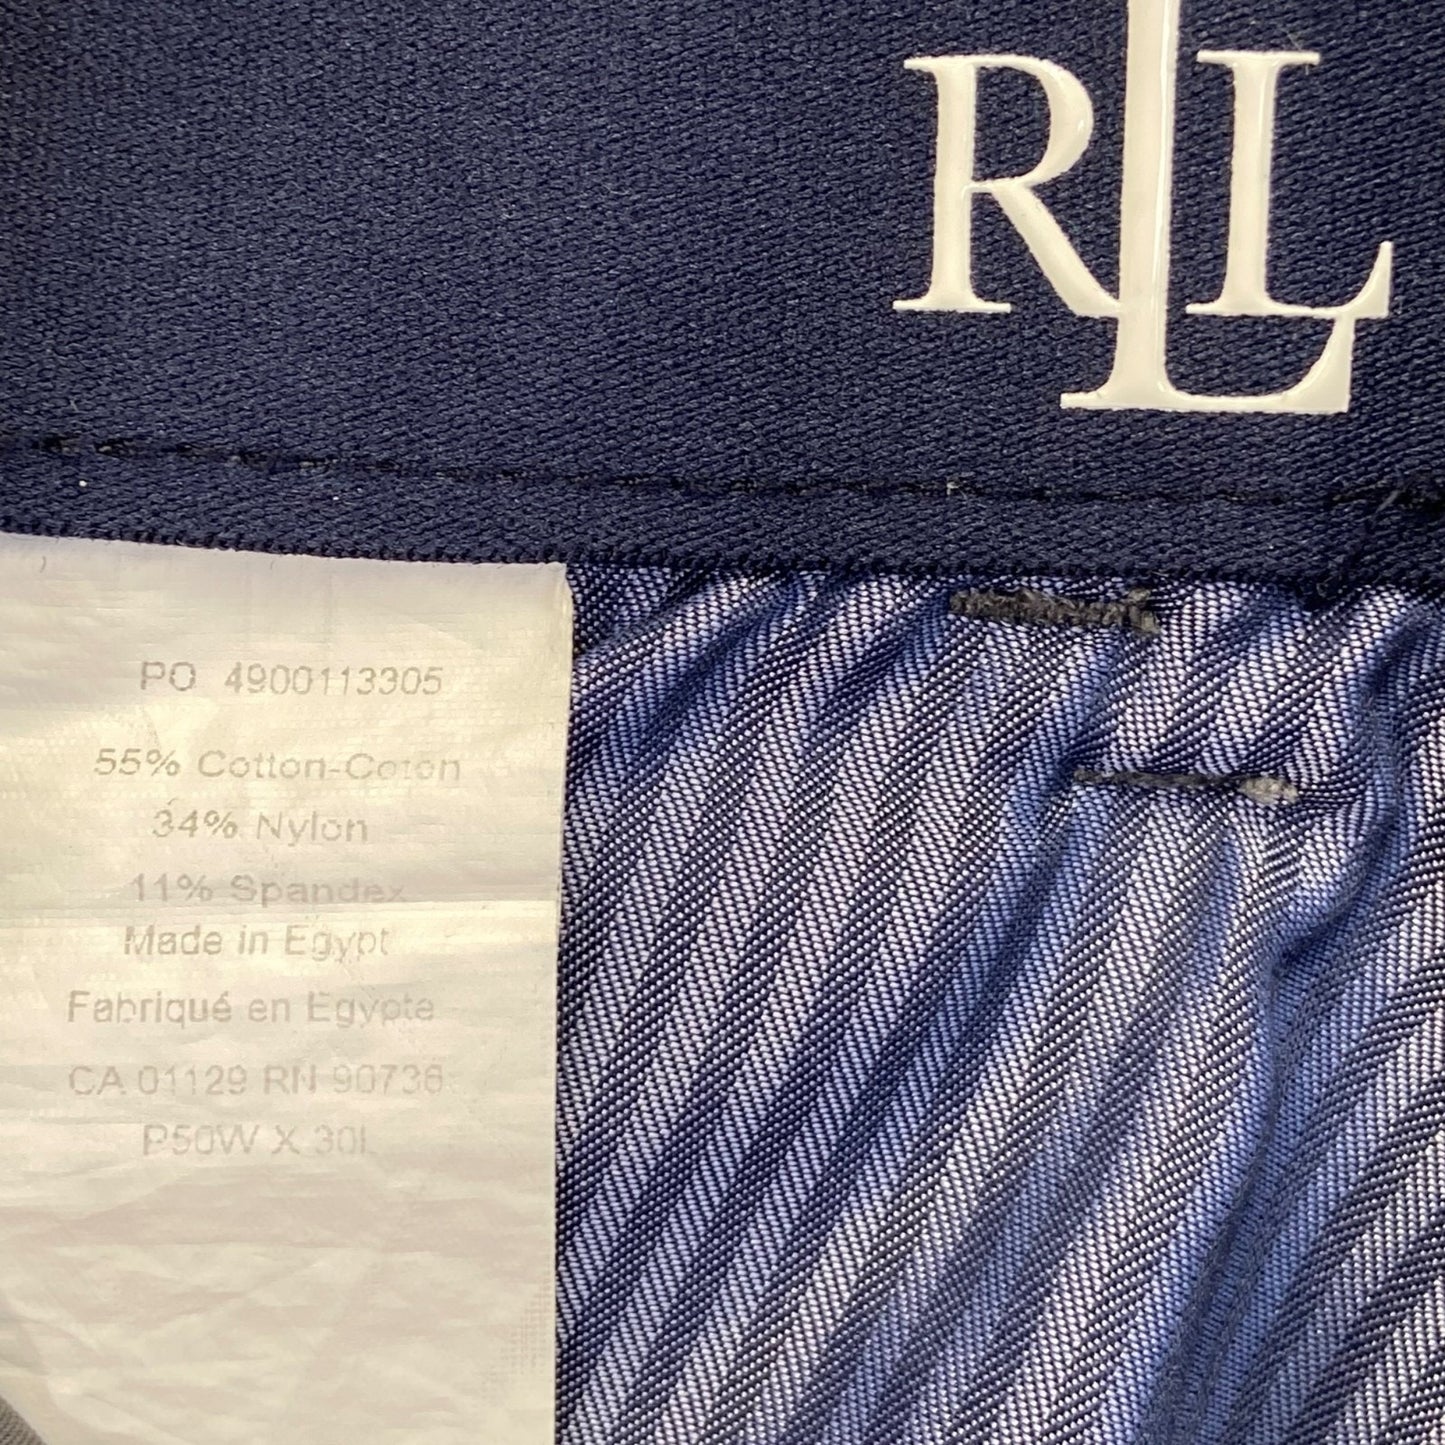 RLL
PO 4900113305
55% Cotton-Coton
34% Nylon
11% Spandex
Made in Egypt
Fabriqué en Egypte
CA 01129 RN 90736
P50W X 30L